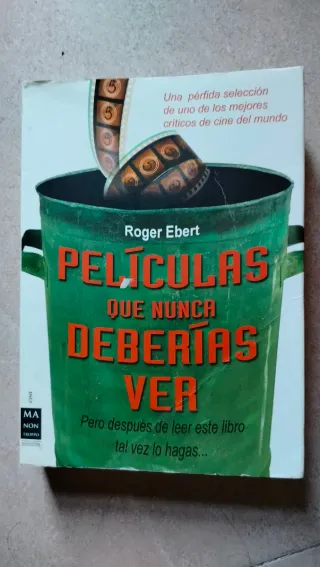 Una pérfida selección
de uno de los mejores
críticos de cine del mundo
Roger Ebert
PELÍCULAS
QUE NUNCA
DEBERÍAS
VER
Pero después de leer este libro
tal vez lo hagas...
CINE
MA
NON
TROPPO